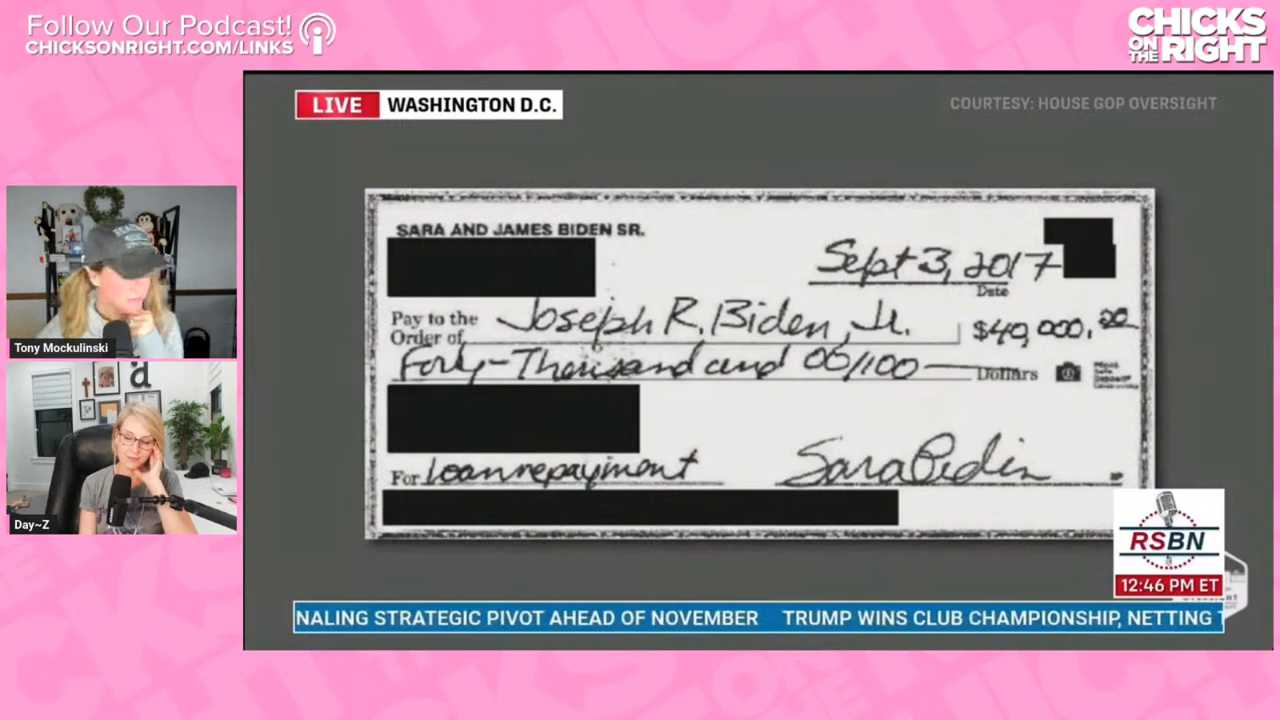 Follow Our Podcast!
CHICKSONRIGHT.COM/LINKS
CHICKS
ON THE
RIGHT
LIVE WASHINGTON D.C.
COURTESY: HOUSE GOP OVERSIGHT
SARA AND JAMES BIDEN SR.
Sept 3, 2017
Date
Pay to the
Order of
Joseph R. Biden, Jr.
$40,000.00
Forty-Thousand and 00/100
Dollars
For Loan repayment
Sara Biden
Tony Mockulinski
Day~Z
RSBN
12:46 PM ET
NALING STRATEGIC PIVOT AHEAD OF NOVEMBER TRUMP WINS CLUB CHAMPIONSHIP, NETTING